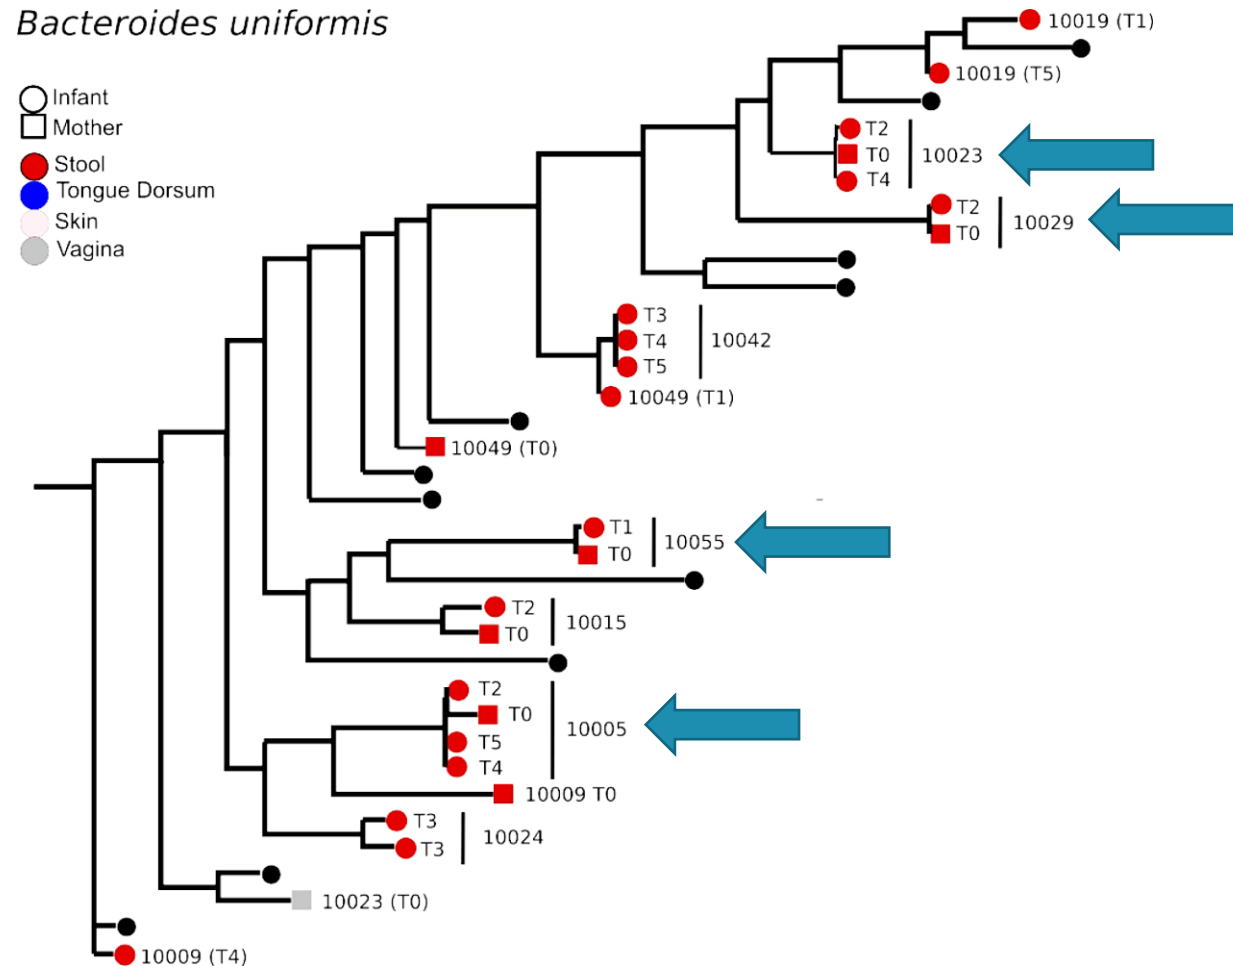 Bacteroides uniformis
Infant
Mother
Stool
Tongue Dorsum
Skin
Vagina
10019 (T1)
10019 (T5)
T2
T0
T4
10023
T2
T0
10029
T3
T4
T5
10042
10049 (T1)
10049 (T0)
T1
T0
10055
T2
T0
10015
T2
T0
T5
T4
10005
10009 T0
T3
T3
10024
10023 (T0)
10009 (T4)